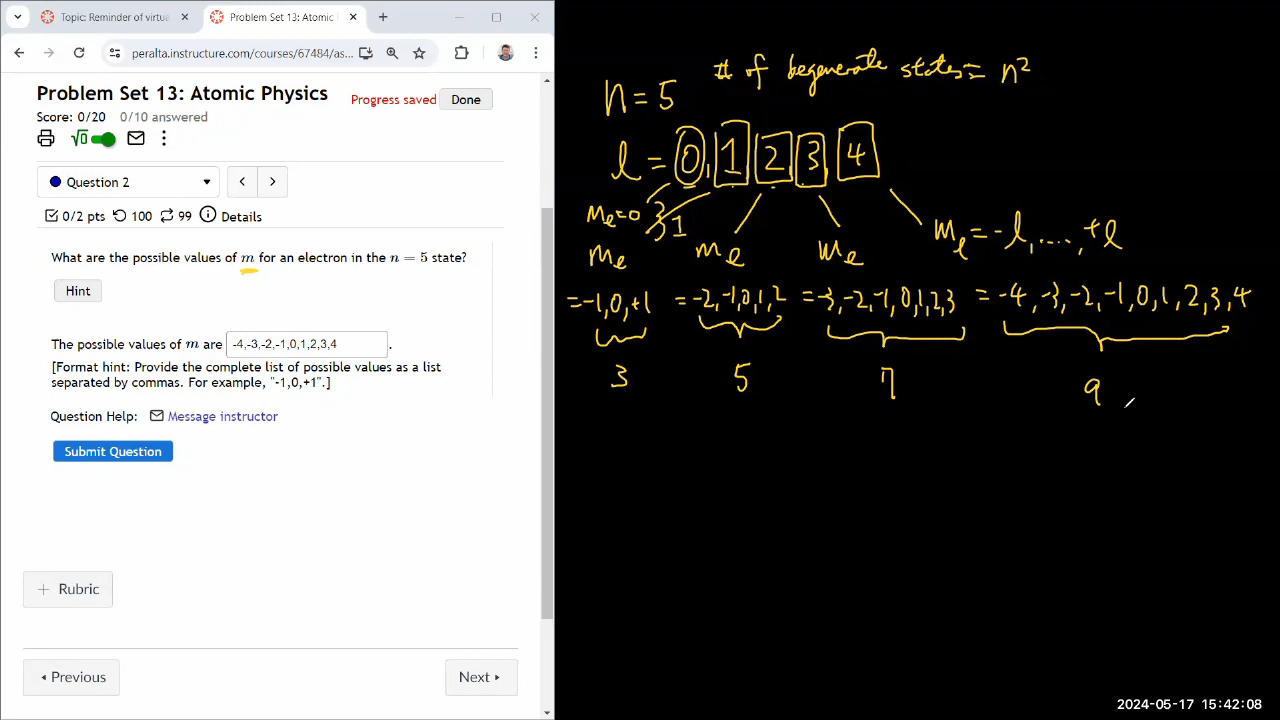 Topic: Reminder of virtua
Problem Set 13: Atomic
peralta.instructure.com/courses/67484/as...
Problem Set 13: Atomic Physics
Progress saved
Done
Score: 0/20 0/10 answered
√0
Question 2
0/2 pts 100 99 Details
What are the possible values of m for an electron in the n = 5 state?
Hint
The possible values of m are -4,-3,-2,-1,0,1,2,3,4 .
[Format hint: Provide the complete list of possible values as a list
separated by commas. For example, "-1,0,+1".]
Question Help: Message instructor
Submit Question
+ Rubric
Previous
Next
# of degenerate states = n²
n = 5
l = 0, 1 2 3 4
m_l=0 } 1
m_l m_l m_l m_l = -l, ...., +l
= -1, 0, +1 = -2, -1, 0, 1, 2 = -3, -2, -1, 0, 1, 2, 3 = -4, -3, -2, -1, 0, 1, 2, 3, 4
3 5 7 9
2024-05-17 15:42:08